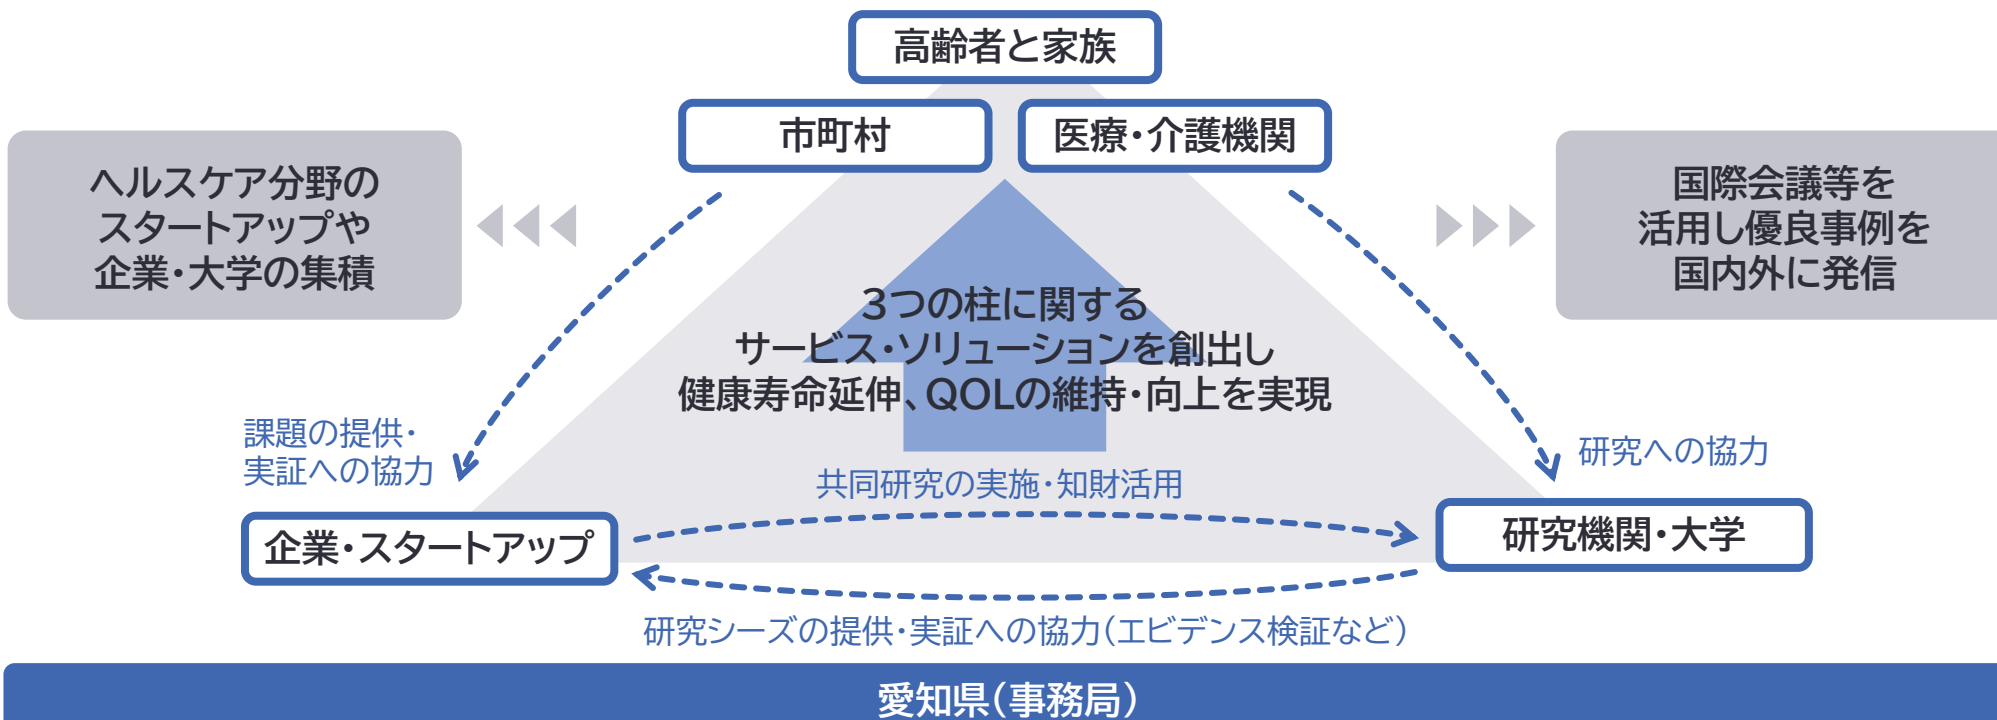 高齢者と家族
市町村
医療・介護機関
ヘルスケア分野の
スタートアップや
企業・大学の集積
国際会議等を
活用し優良事例を
国内外に発信
3つの柱に関する
サービス・ソリューションを創出し
健康寿命延伸、QOLの維持・向上を実現
課題の提供・
実証への協力
研究への協力
共同研究の実施・知財活用
企業・スタートアップ
研究機関・大学
研究シーズの提供・実証への協力(エビデンス検証など)
愛知県(事務局)